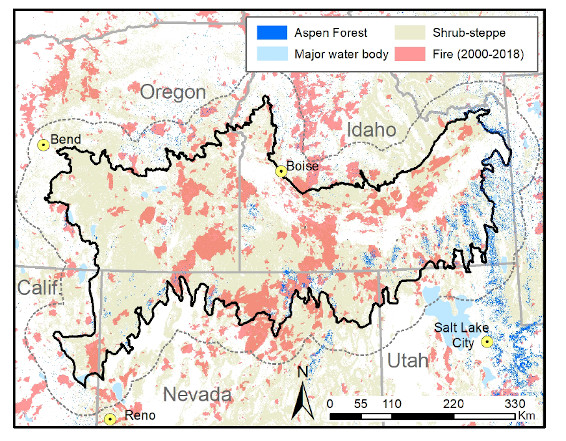 Aspen Forest
Shrub-steppe
Major water body
Fire (2000-2018)
Oregon
Idaho
Bend
Boise
Calif.
Salt Lake
City
Utah
Nevada
N
Reno
0 55 110 220 330
Km